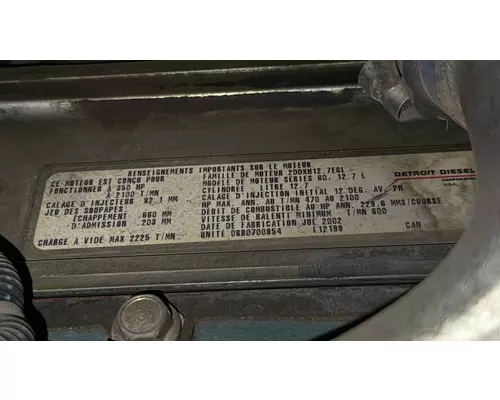 RENSEIGNEMENTS IMPORTANTS SUR LE MOTEUR
CE MOTEUR EST CONCU POUR
FONCTIONNER A 350 HP
A 2100 T/MN
CALAGE D'INJECTEUR 82.1 MM
JEU DES SOUPAPES
ECHAPPEMENT 660 MM
D'ADMISSION 203 MM
CHARGE A VIDE MAX 2225 T/MN
FAMILLE DE MOTEUR 2DDXH12.7EGL
MODELE DE MOTEUR SERIES 60, 12.7 L
CYLINDREE - LITRE 12.7
CALAGE D'INJECTION INITIAL 12 DEG. AV. PH
HP MAX. ANN. AU T/MN 470 AU 2100
DEBIT DE COMBUSTIBLE AU HP ANN. 228.6 MM3/COURSE
VITESSE DE RALENTI MINIMUM - T/MN 600
DATE DE FABRICATION JUL 2002
UNITE 06R0700854 L12199 CAN
DETROIT DIESEL
USA